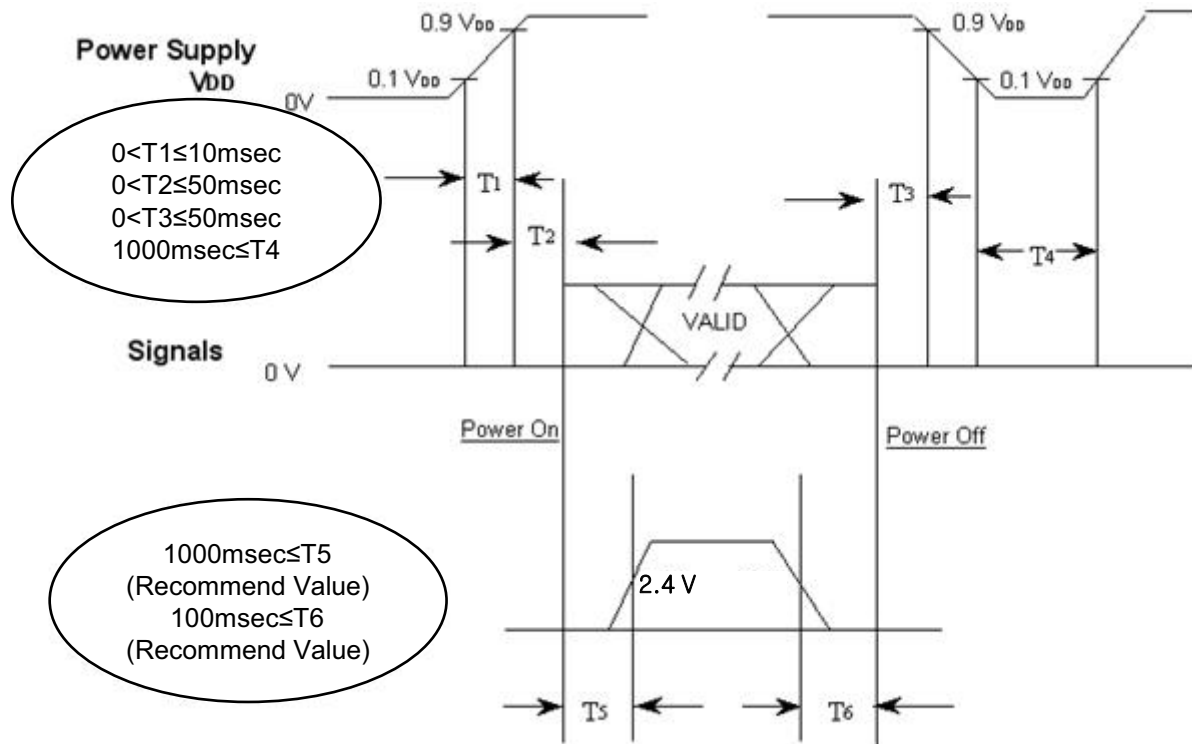 0.9 VDD
0.9 VDD
Power Supply
VDD
0.1 VDD
0.1 VDD
0V
0<T1≤10msec
0<T2≤50msec
0<T3≤50msec
1000msec≤T4
T1
T3
T2
T4
VALID
Signals
0 V
Power On
Power Off
1000msec≤T5
(Recommend Value)
100msec≤T6
(Recommend Value)
2.4 V
T5
T6